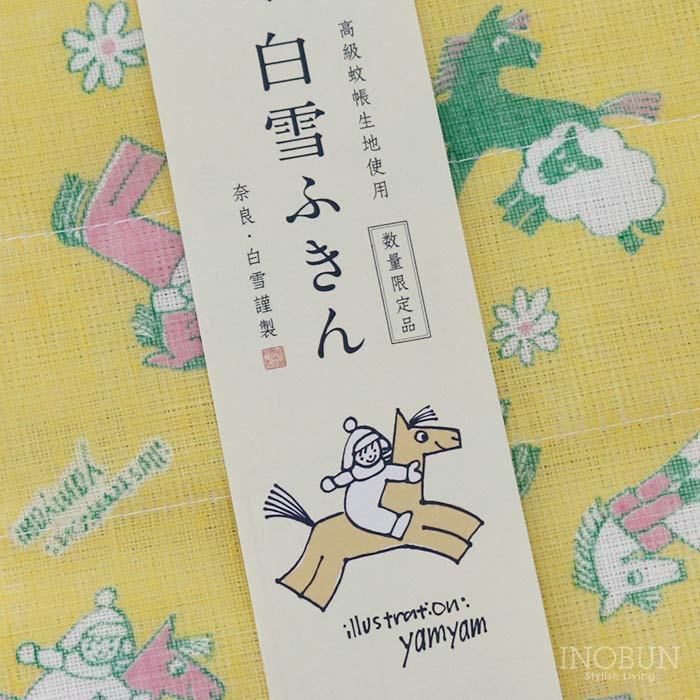 高級蚊帳生地使用
白雪ふきん
数量限定品
奈良・白雪謹製
illustration:
yamyam
INOBUN
Stylish Living